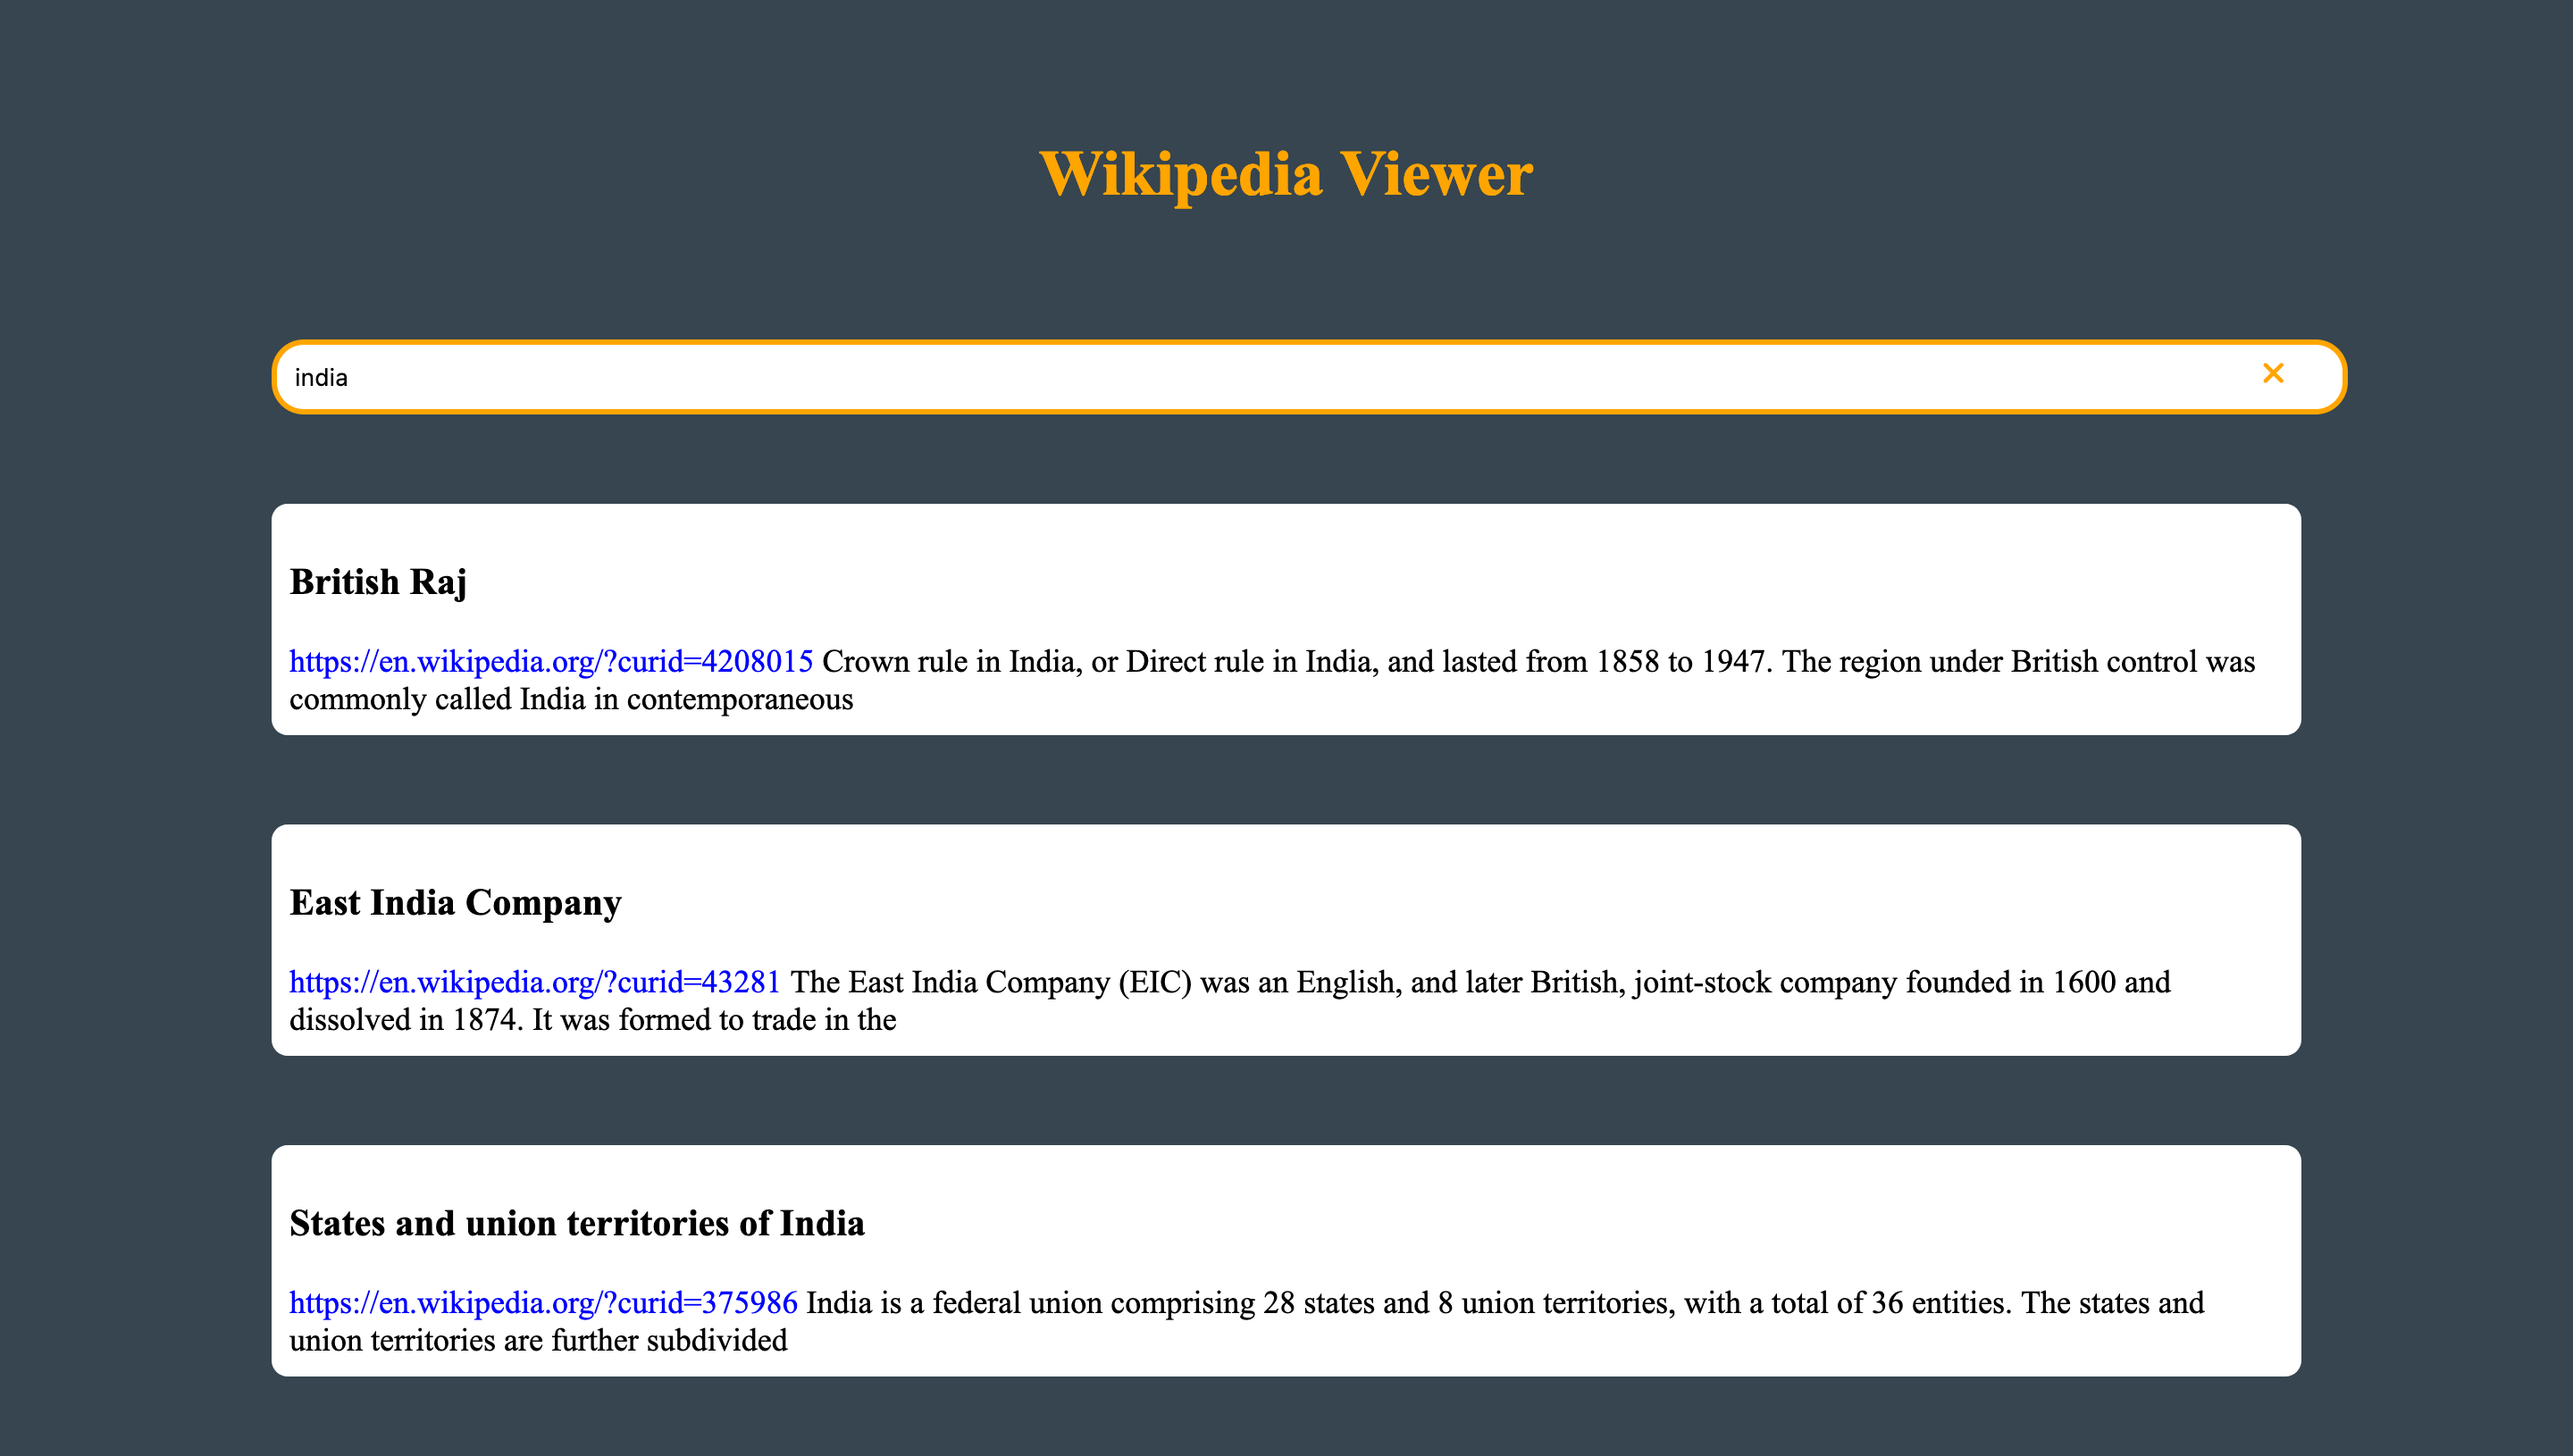 Wikipedia Viewer
india
British Raj
https://en.wikipedia.org/?curid=4208015 Crown rule in India, or Direct rule in India, and lasted from 1858 to 1947. The region under British control was
commonly called India in contemporaneous
East India Company
https://en.wikipedia.org/?curid=43281 The East India Company (EIC) was an English, and later British, joint-stock company founded in 1600 and
dissolved in 1874. It was formed to trade in the
States and union territories of India
https://en.wikipedia.org/?curid=375986 India is a federal union comprising 28 states and 8 union territories, with a total of 36 entities. The states and
union territories are further subdivided